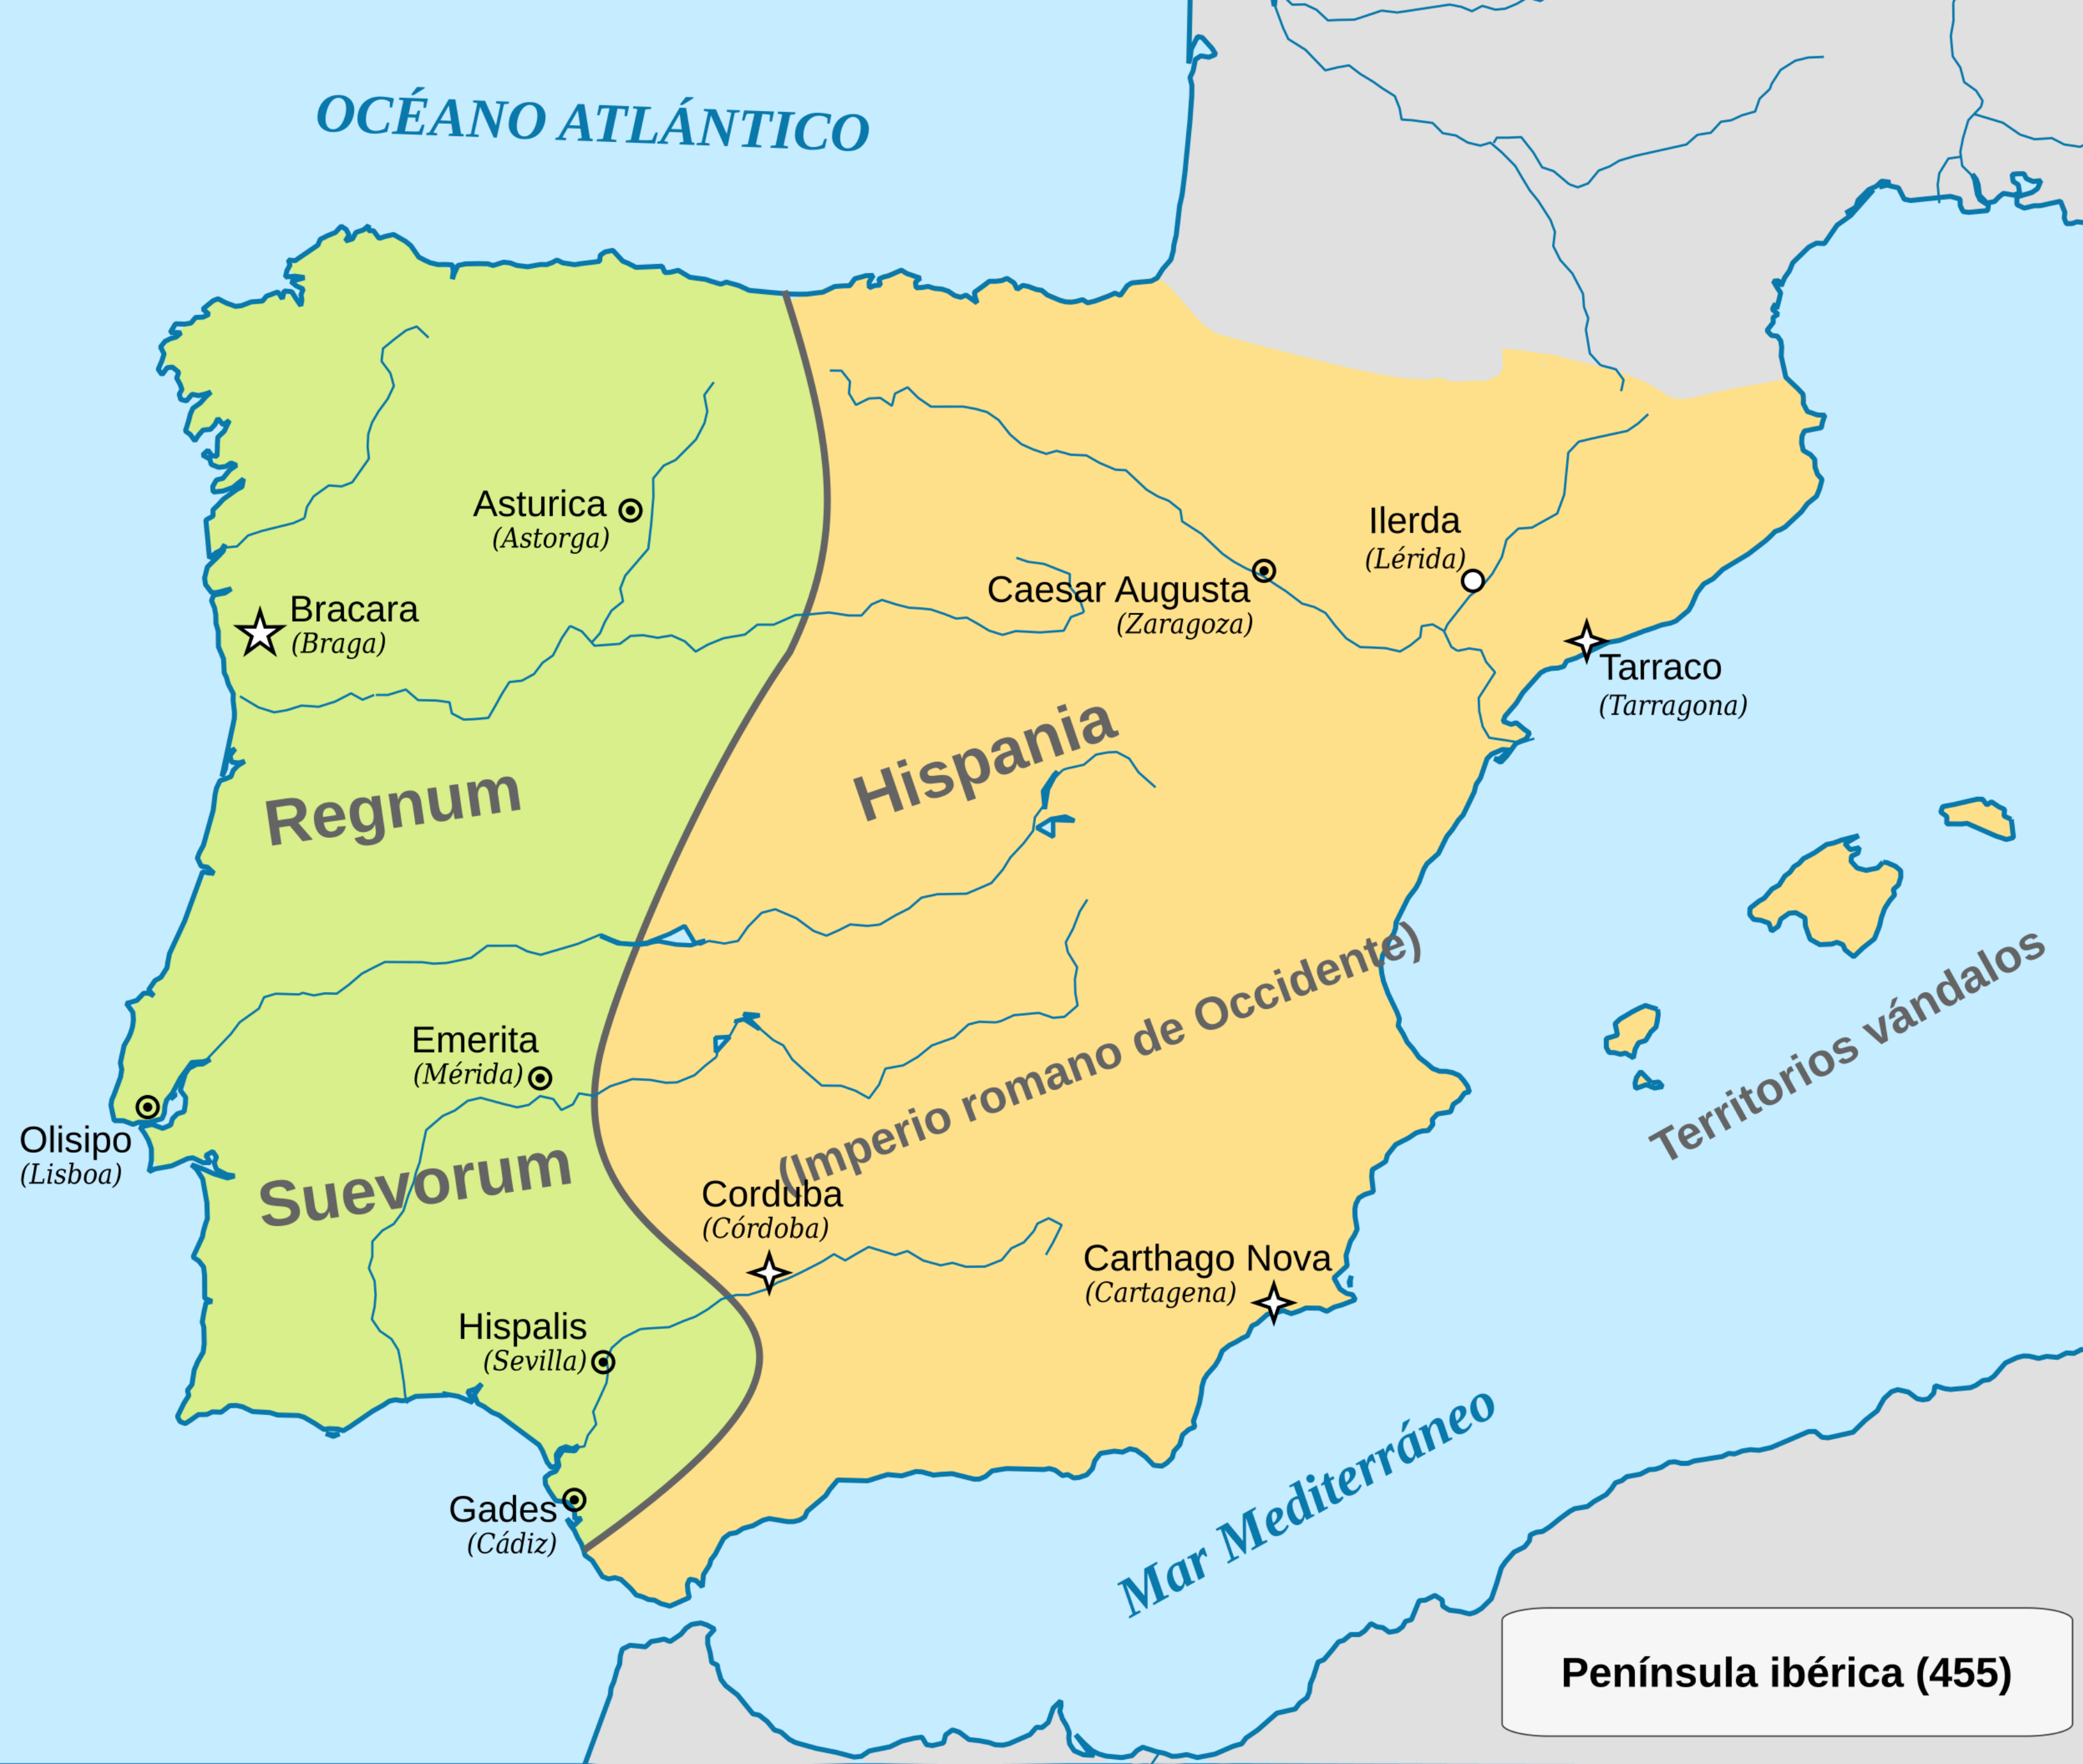 OCÉANO ATLÁNTICO
Asturica
(Astorga)
Ilerda
(Lérida)
Caesar Augusta
(Zaragoza)
Bracara
(Braga)
Tarraco
(Tarragona)
Hispania
Regnum
(Imperio romano de Occidente)
Territorios vándalos
Emerita
(Mérida)
Olisipo
(Lisboa)
Suevorum
Corduba
(Córdoba)
Carthago Nova
(Cartagena)
Hispalis
(Sevilla)
Gades
(Cádiz)
Mar Mediterráneo
Península ibérica (455)